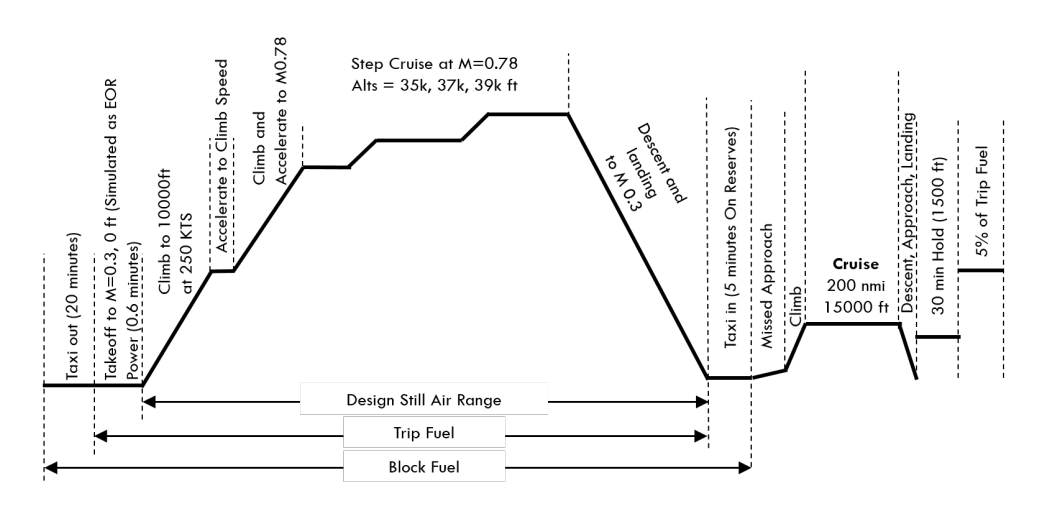 Taxi out (20 minutes)
Takeoff to M=0.3, 0 ft (Simulated as EOR
Power (0.6 minutes)
Climb to 10000ft
at 250 KTS
Accelerate to Climb Speed
Climb and
Accelerate to M0.78
Step Cruise at M=0.78
Alts = 35k, 37k, 39k ft
Descent and
landing
to M 0.3
Taxi in (5 minutes On Reserves)
Missed Approach
Climb
Cruise
200 nmi
15000 ft
Descent, Approach, Landing
30 min Hold (1500 ft)
5% of Trip Fuel
Design Still Air Range
Trip Fuel
Block Fuel